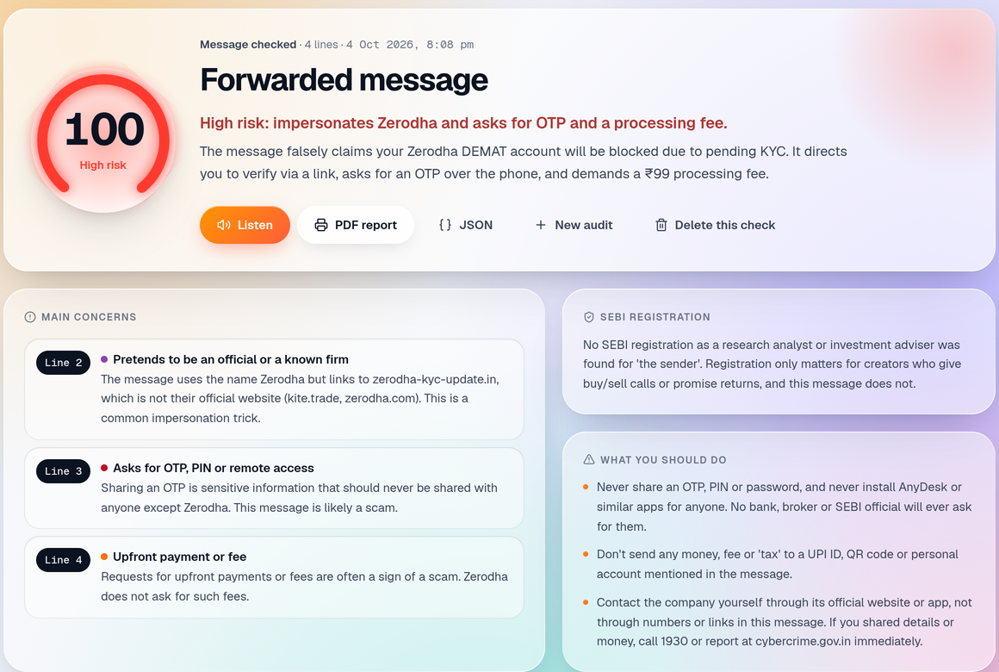 Message checked · 4 lines · 4 Oct 2026, 8:08 pm
Forwarded message
100
High risk
High risk: impersonates Zerodha and asks for OTP and a processing fee.
The message falsely claims your Zerodha DEMAT account will be blocked due to pending KYC. It directs
you to verify via a link, asks for an OTP over the phone, and demands a ₹99 processing fee.
Listen
PDF report
{} JSON
+ New audit
Delete this check
MAIN CONCERNS
Line 2
Pretends to be an official or a known firm
The message uses the name Zerodha but links to zerodha-kyc-update.in,
which is not their official website (kite.trade, zerodha.com). This is a
common impersonation trick.
Line 3
Asks for OTP, PIN or remote access
Sharing an OTP is sensitive information that should never be shared with
anyone except Zerodha. This message is likely a scam.
Line 4
Upfront payment or fee
Requests for upfront payments or fees are often a sign of a scam. Zerodha
does not ask for such fees.
SEBI REGISTRATION
No SEBI registration as a research analyst or investment adviser was
found for 'the sender'. Registration only matters for creators who give
buy/sell calls or promise returns, and this message does not.
WHAT YOU SHOULD DO
Never share an OTP, PIN or password, and never install AnyDesk or
similar apps for anyone. No bank, broker or SEBI official will ever ask
for them.
Don't send any money, fee or 'tax' to a UPI ID, QR code or personal
account mentioned in the message.
Contact the company yourself through its official website or app, not
through numbers or links in this message. If you shared details or
money, call 1930 or report at cybercrime.gov.in immediately.